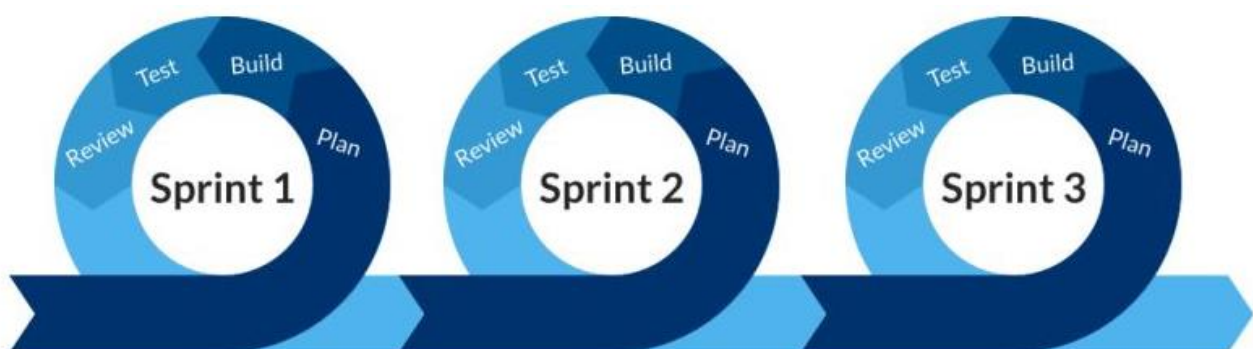 Plan
Build
Test
Review
Sprint 1
Plan
Build
Test
Review
Sprint 2
Plan
Build
Test
Review
Sprint 3